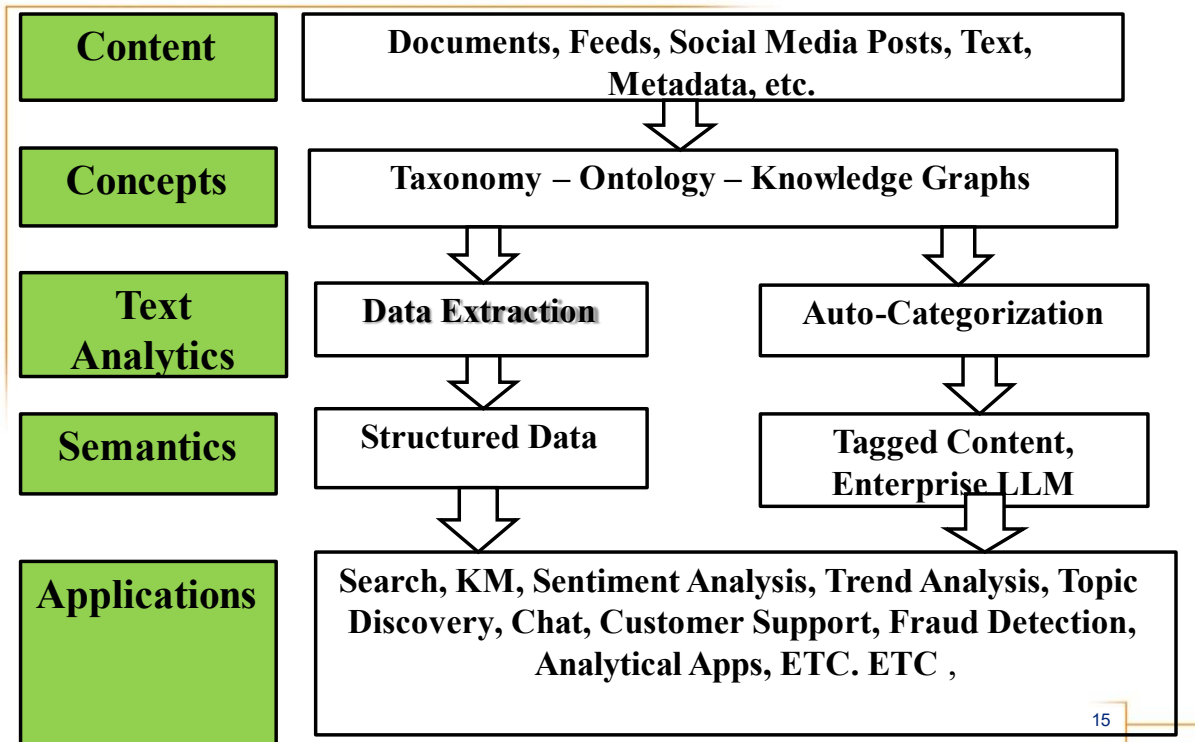 Content
Documents, Feeds, Social Media Posts, Text,
Metadata, etc.
Concepts
Taxonomy – Ontology – Knowledge Graphs
Text
Analytics
Data Extraction
Auto-Categorization
Semantics
Structured Data
Tagged Content,
Enterprise LLM
Applications
Search, KM, Sentiment Analysis, Trend Analysis, Topic
Discovery, Chat, Customer Support, Fraud Detection,
Analytical Apps, ETC. ETC ,
15